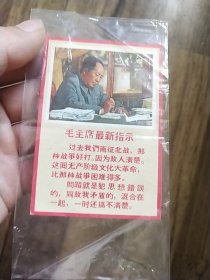 毛主席最新指示
过去我们南征北战，那
种战争好打。因为敌人清楚。
这回无产阶级文化大革命，
比那种战争困难得多。
问题就是犯思想错误
的，同敌我矛盾的，混合在
一起，一时还搞不清楚。